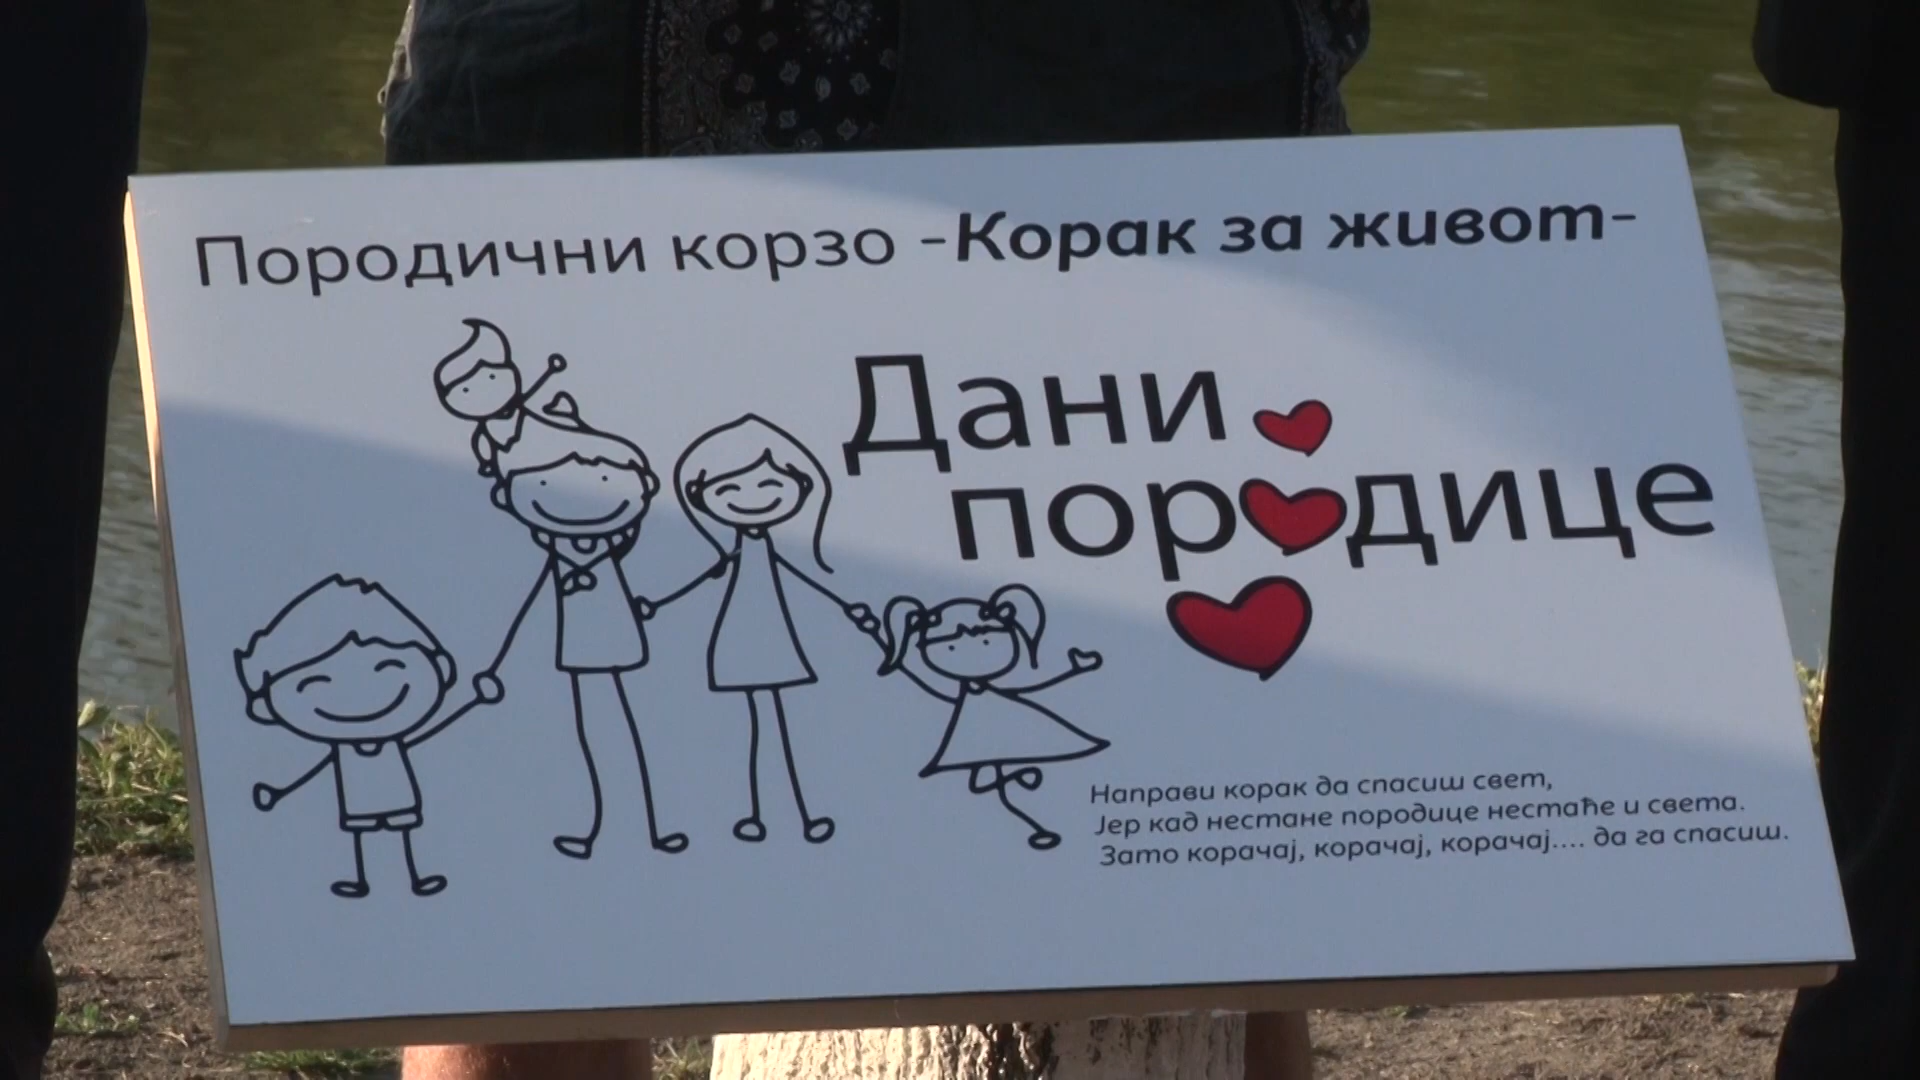 Породични корзо -Корак за живот-
Дани
породице
Направи корак да спасиш свет,
Јер кад нестане породице нестаће и света.
Зато корачај, корачај, корачај.... да га спасиш.